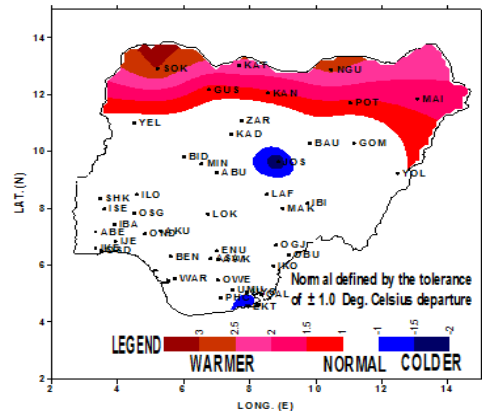 14
12
10
8
6
4
2
LAT.(N)
SOK
KAT
NGU
GUS
KAN
POT
MAI
YEL
ZAR
KAD
BAU
GOM
BID
MIN
JOS
ABU
YOL
SHK
ILO
LAF
IBI
ISE
OSG
LOK
MAK
IBA
ABE
OND
AKU
IJE
BEN
ENU
OGJ
OBU
IKO
WAR
OWE
UMU
Normal defined by the tolerance
of ± 1.0 Deg. Celsius departure
3 2.5 2 1.5 1 -1 -15 -2
LEGEND
WARMER NORMAL COLDER
2 4 6 8 10 12 14
LONG. (E)